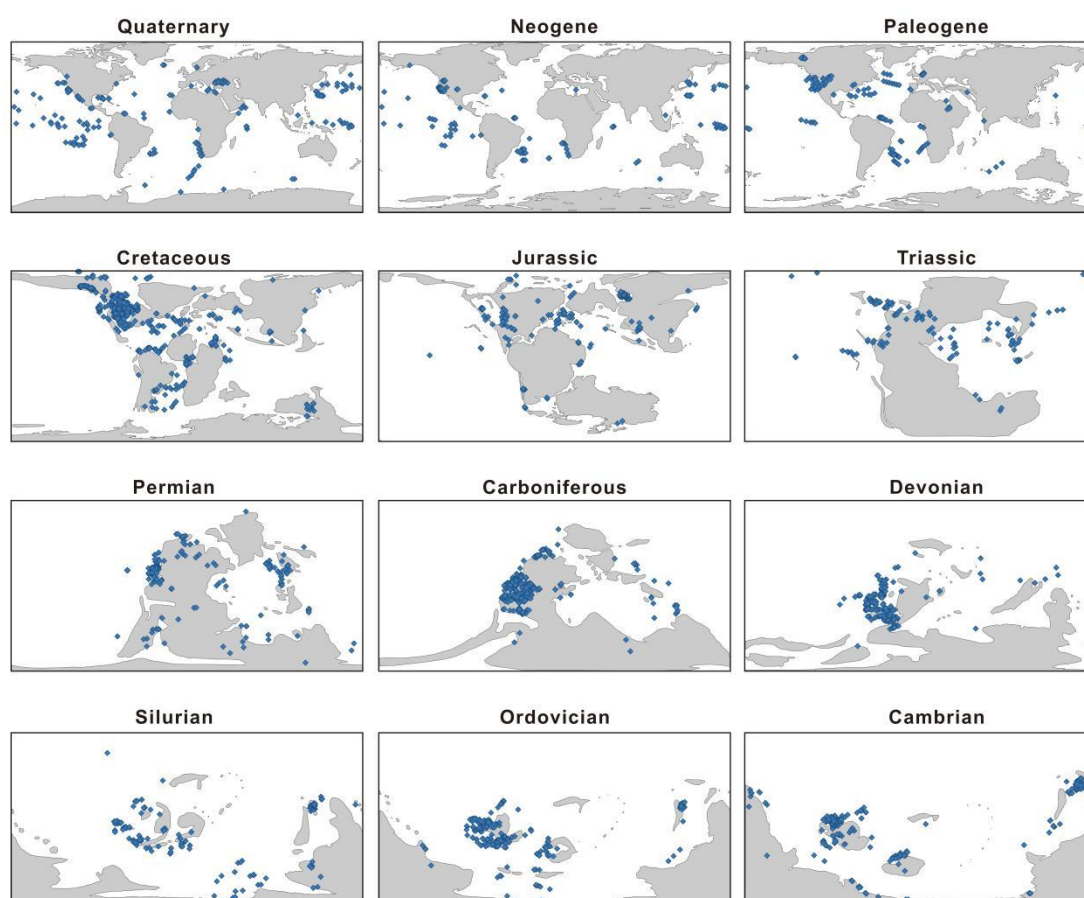 Quaternary
Neogene
Paleogene
Cretaceous
Jurassic
Triassic
Permian
Carboniferous
Devonian
Silurian
Ordovician
Cambrian